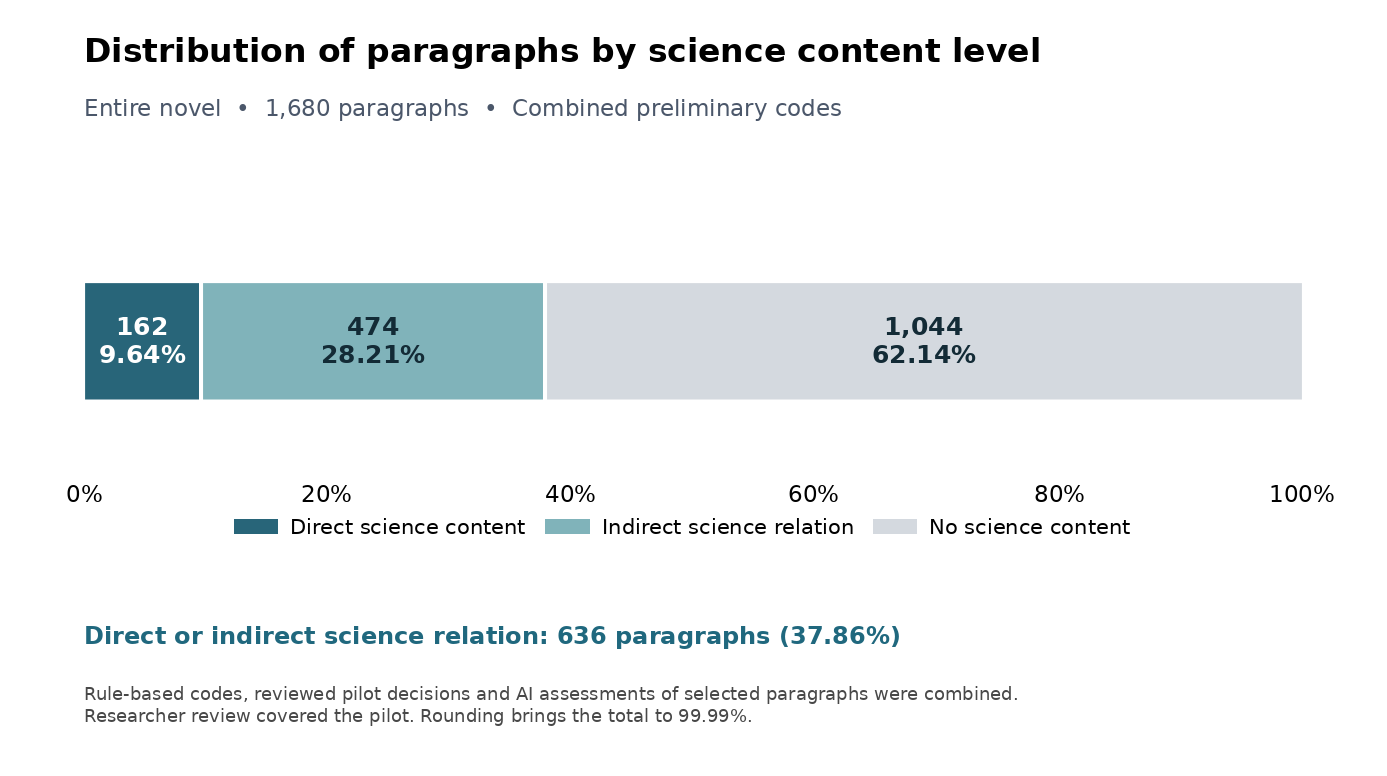 Distribution of paragraphs by science content level
Entire novel • 1,680 paragraphs • Combined preliminary codes
162
9.64%
474
28.21%
1,044
62.14%
0%
20%
40%
60%
80%
100%
Direct science content
Indirect science relation
No science content
Direct or indirect science relation: 636 paragraphs (37.86%)
Rule-based codes, reviewed pilot decisions and AI assessments of selected paragraphs were combined.
Researcher review covered the pilot. Rounding brings the total to 99.99%.